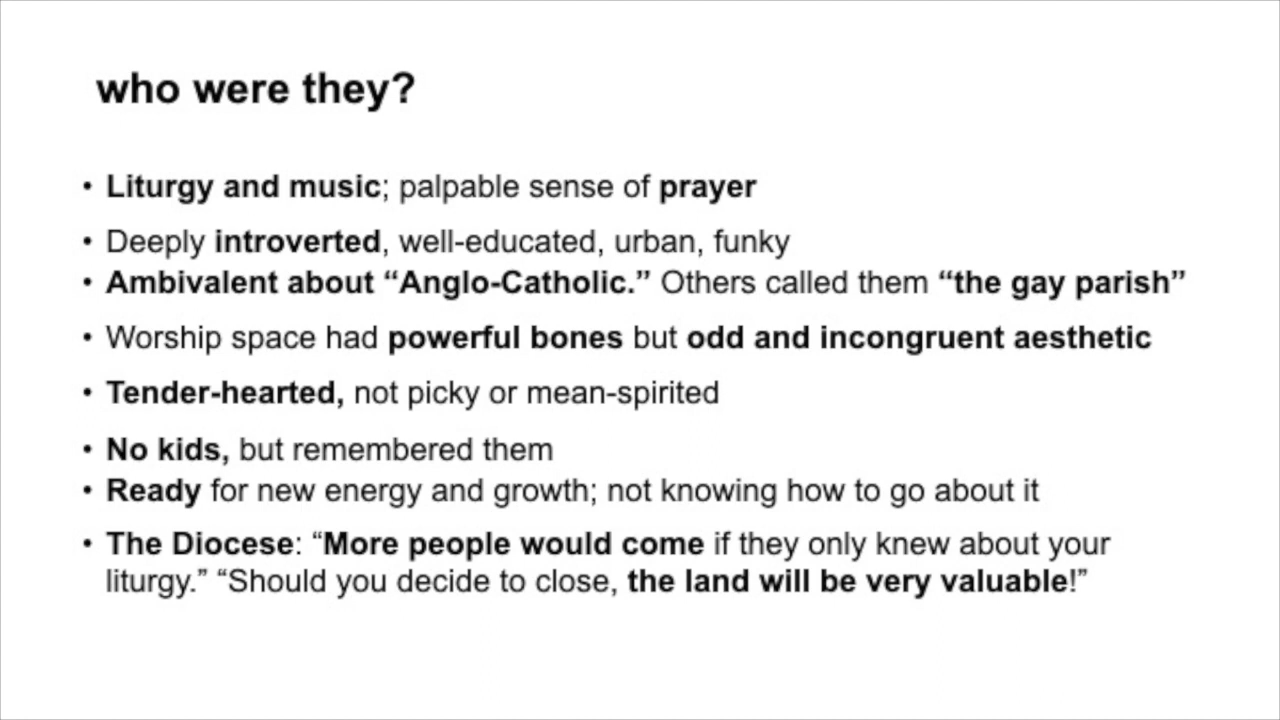 who were they?
• Liturgy and music; palpable sense of prayer
• Deeply introverted, well-educated, urban, funky
• Ambivalent about “Anglo-Catholic.” Others called them “the gay parish”
• Worship space had powerful bones but odd and incongruent aesthetic
• Tender-hearted, not picky or mean-spirited
• No kids, but remembered them
• Ready for new energy and growth; not knowing how to go about it
• The Diocese: “More people would come if they only knew about your
liturgy.” “Should you decide to close, the land will be very valuable!”